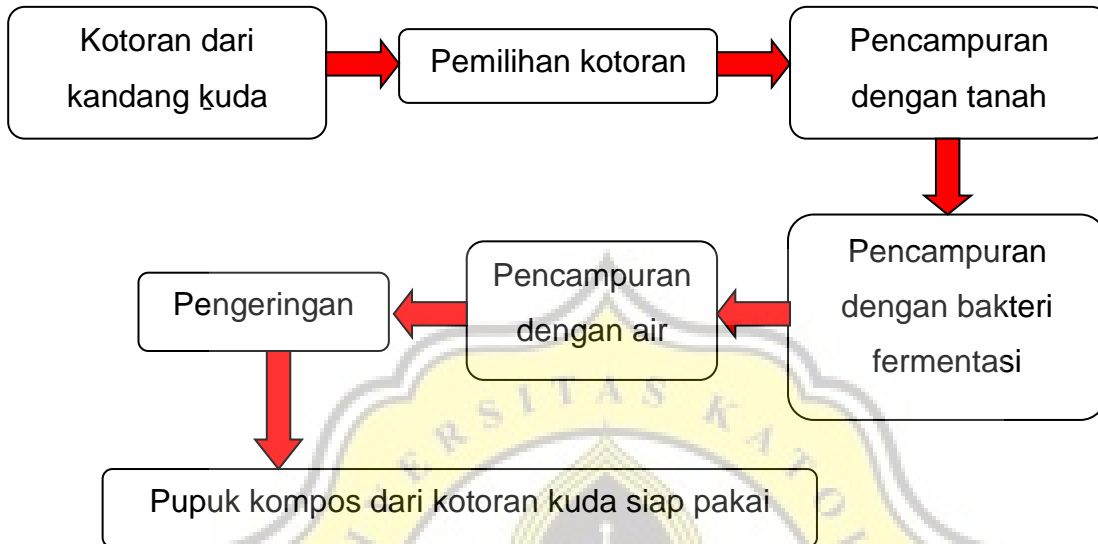 Kotoran dari
kandang kuda
Pemilihan kotoran
Pencampuran
dengan tanah
Pencampuran
dengan bakteri
fermentasi
Pencampuran
dengan air
Pengeringan
Pupuk kompos dari kotoran kuda siap pakai